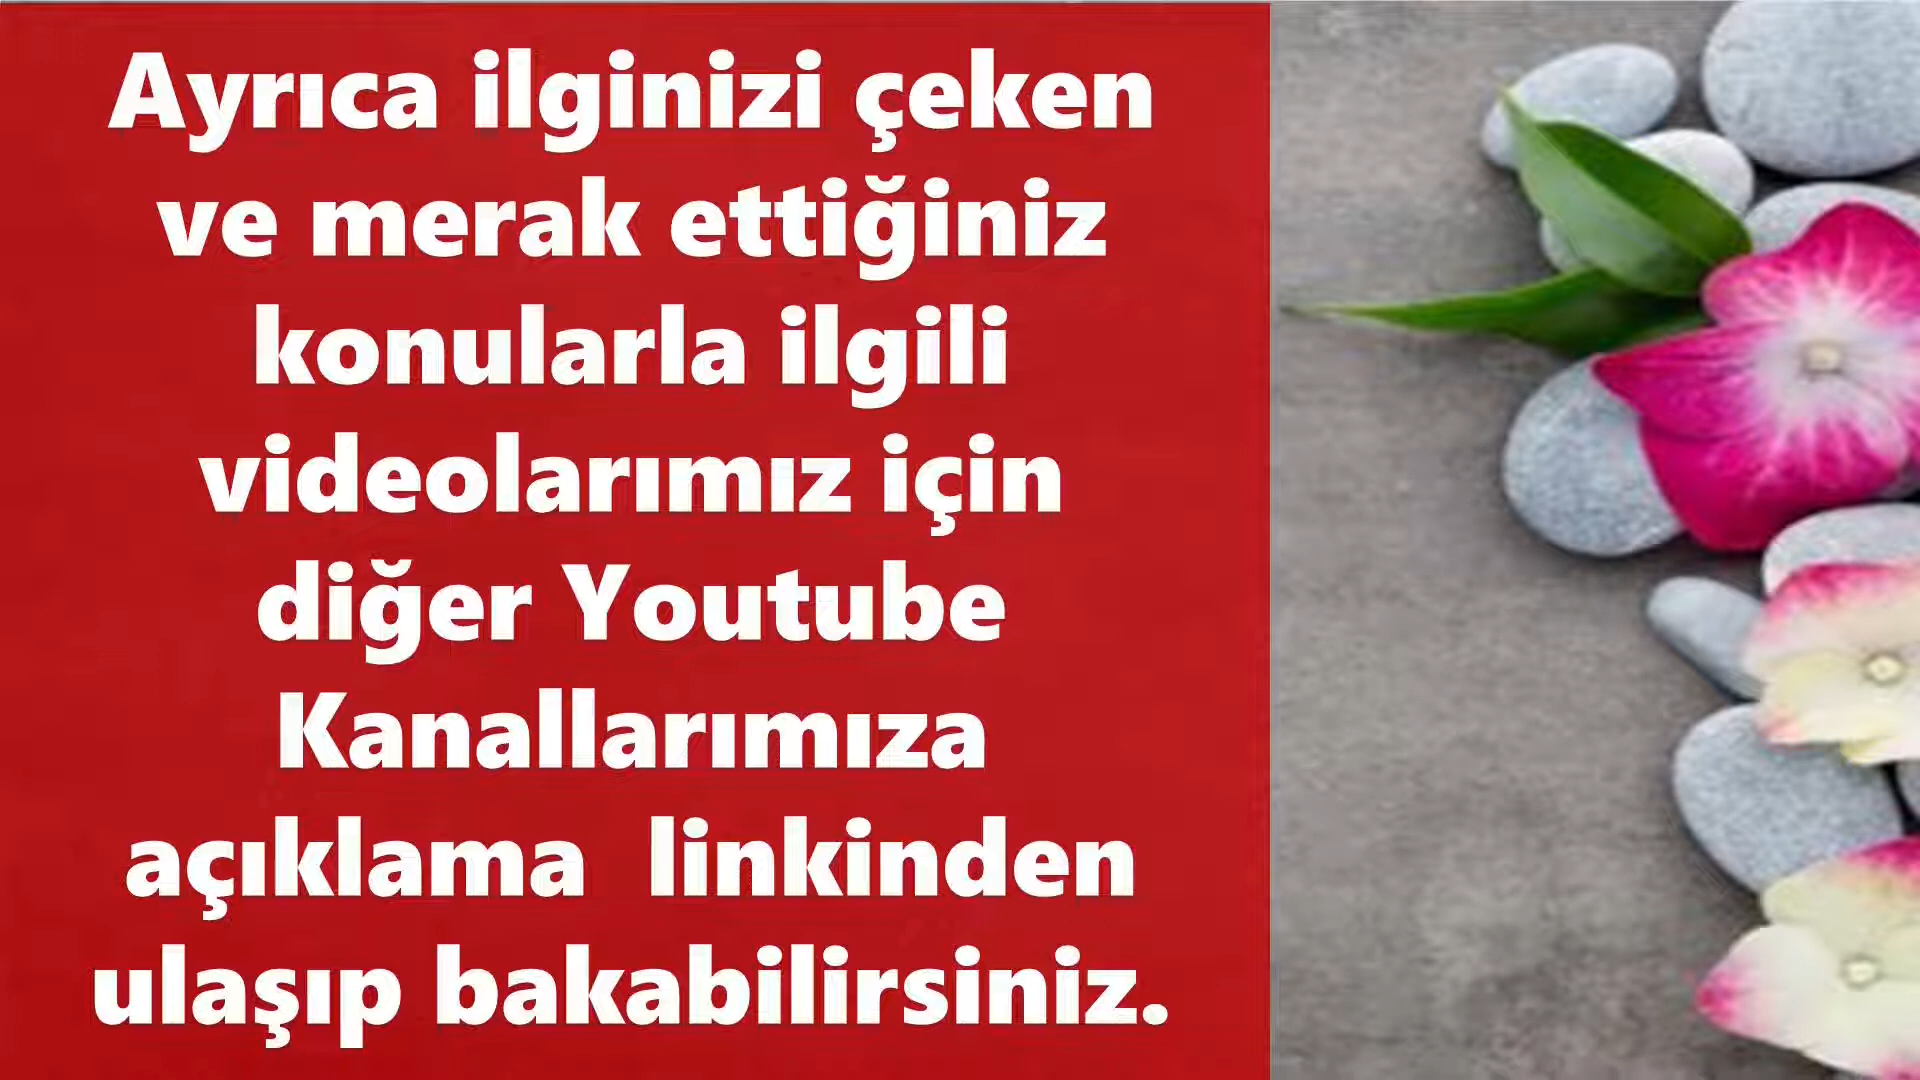 Ayrıca ilginizi çeken
ve merak ettiğiniz
konularla ilgili
videolarımız için
diğer Youtube
Kanallarımıza
açıklama  linkinden
ulaşıp bakabilirsiniz.